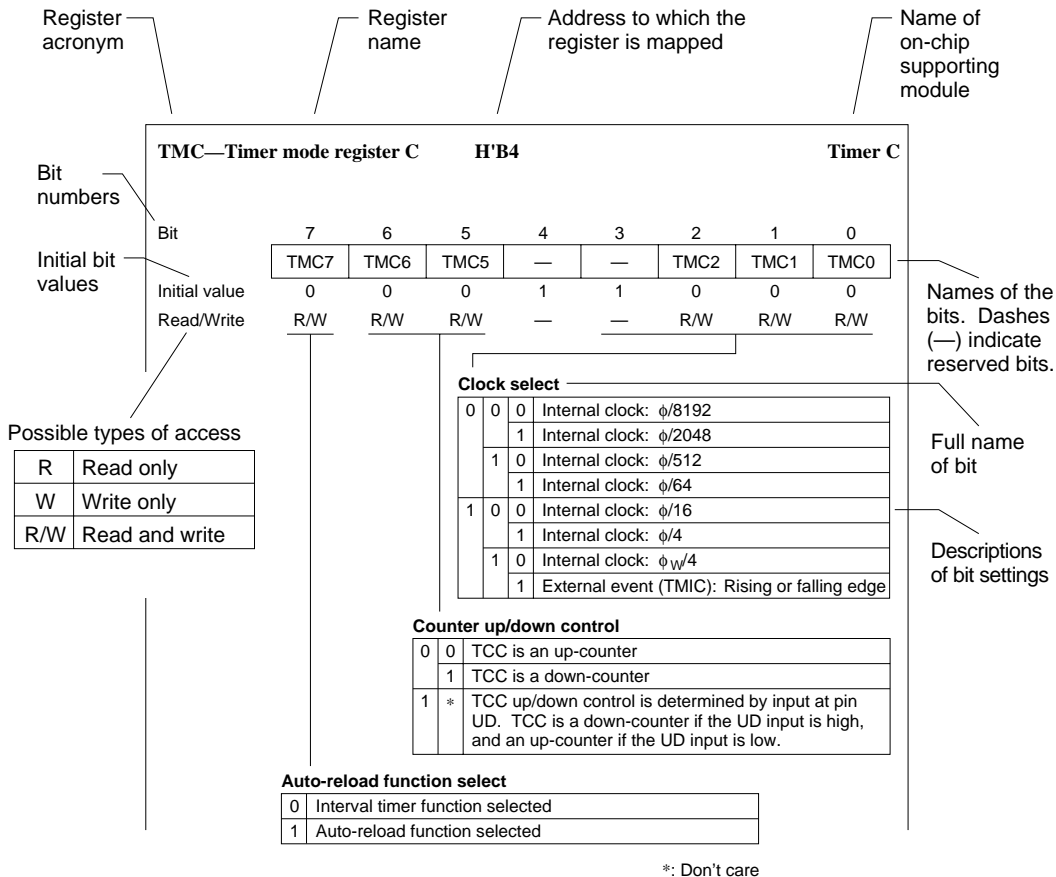 Register acronym
Register name
Address to which the register is mapped
Name of on-chip supporting module
TMC—Timer mode register C H'B4 Timer C
Bit numbers
Bit 7 6 5 4 3 2 1 0
Initial bit values
TMC7 TMC6 TMC5 — — TMC2 TMC1 TMC0
Initial value 0 0 0 1 1 0 0 0
Read/Write R/W R/W R/W — — R/W R/W R/W
Names of the bits. Dashes (—) indicate reserved bits.
Possible types of access
R Read only
W Write only
R/W Read and write
Clock select
0 0 0 Internal clock: ϕ/8192
1 Internal clock: ϕ/2048
1 0 Internal clock: ϕ/512
1 Internal clock: ϕ/64
1 0 0 Internal clock: ϕ/16
1 Internal clock: ϕ/4
1 0 Internal clock: ϕW/4
1 External event (TMIC): Rising or falling edge
Full name of bit
Descriptions of bit settings
Counter up/down control
0 0 TCC is an up-counter
1 TCC is a down-counter
1 * TCC up/down control is determined by input at pin
UD. TCC is a down-counter if the UD input is high,
and an up-counter if the UD input is low.
Auto-reload function select
0 Interval timer function selected
1 Auto-reload function selected
*: Don't care